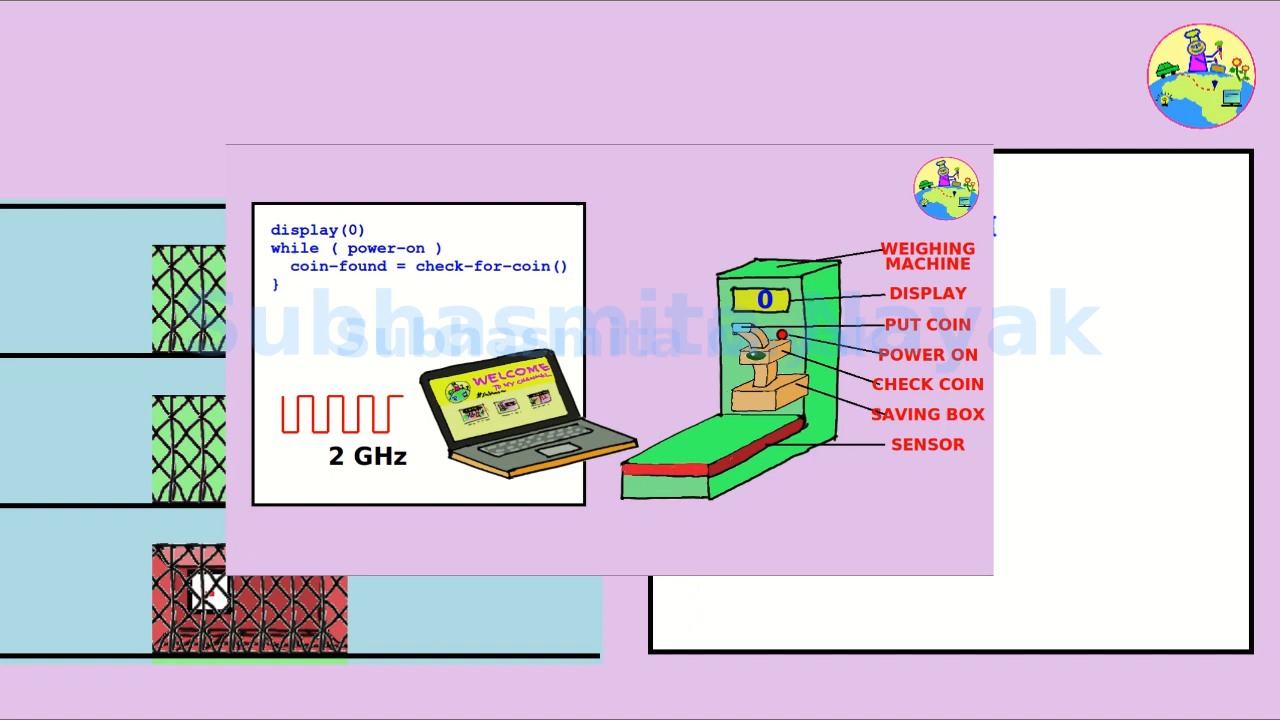 display(0)
while ( power-on )
coin-found = check-for-coin()
}
2 GHz
WELCOME
TO MY CHANNEL
0
WEIGHING
MACHINE
DISPLAY
PUT COIN
POWER ON
CHECK COIN
SAVING BOX
SENSOR
Subhasmita Nayak
Subhasmita